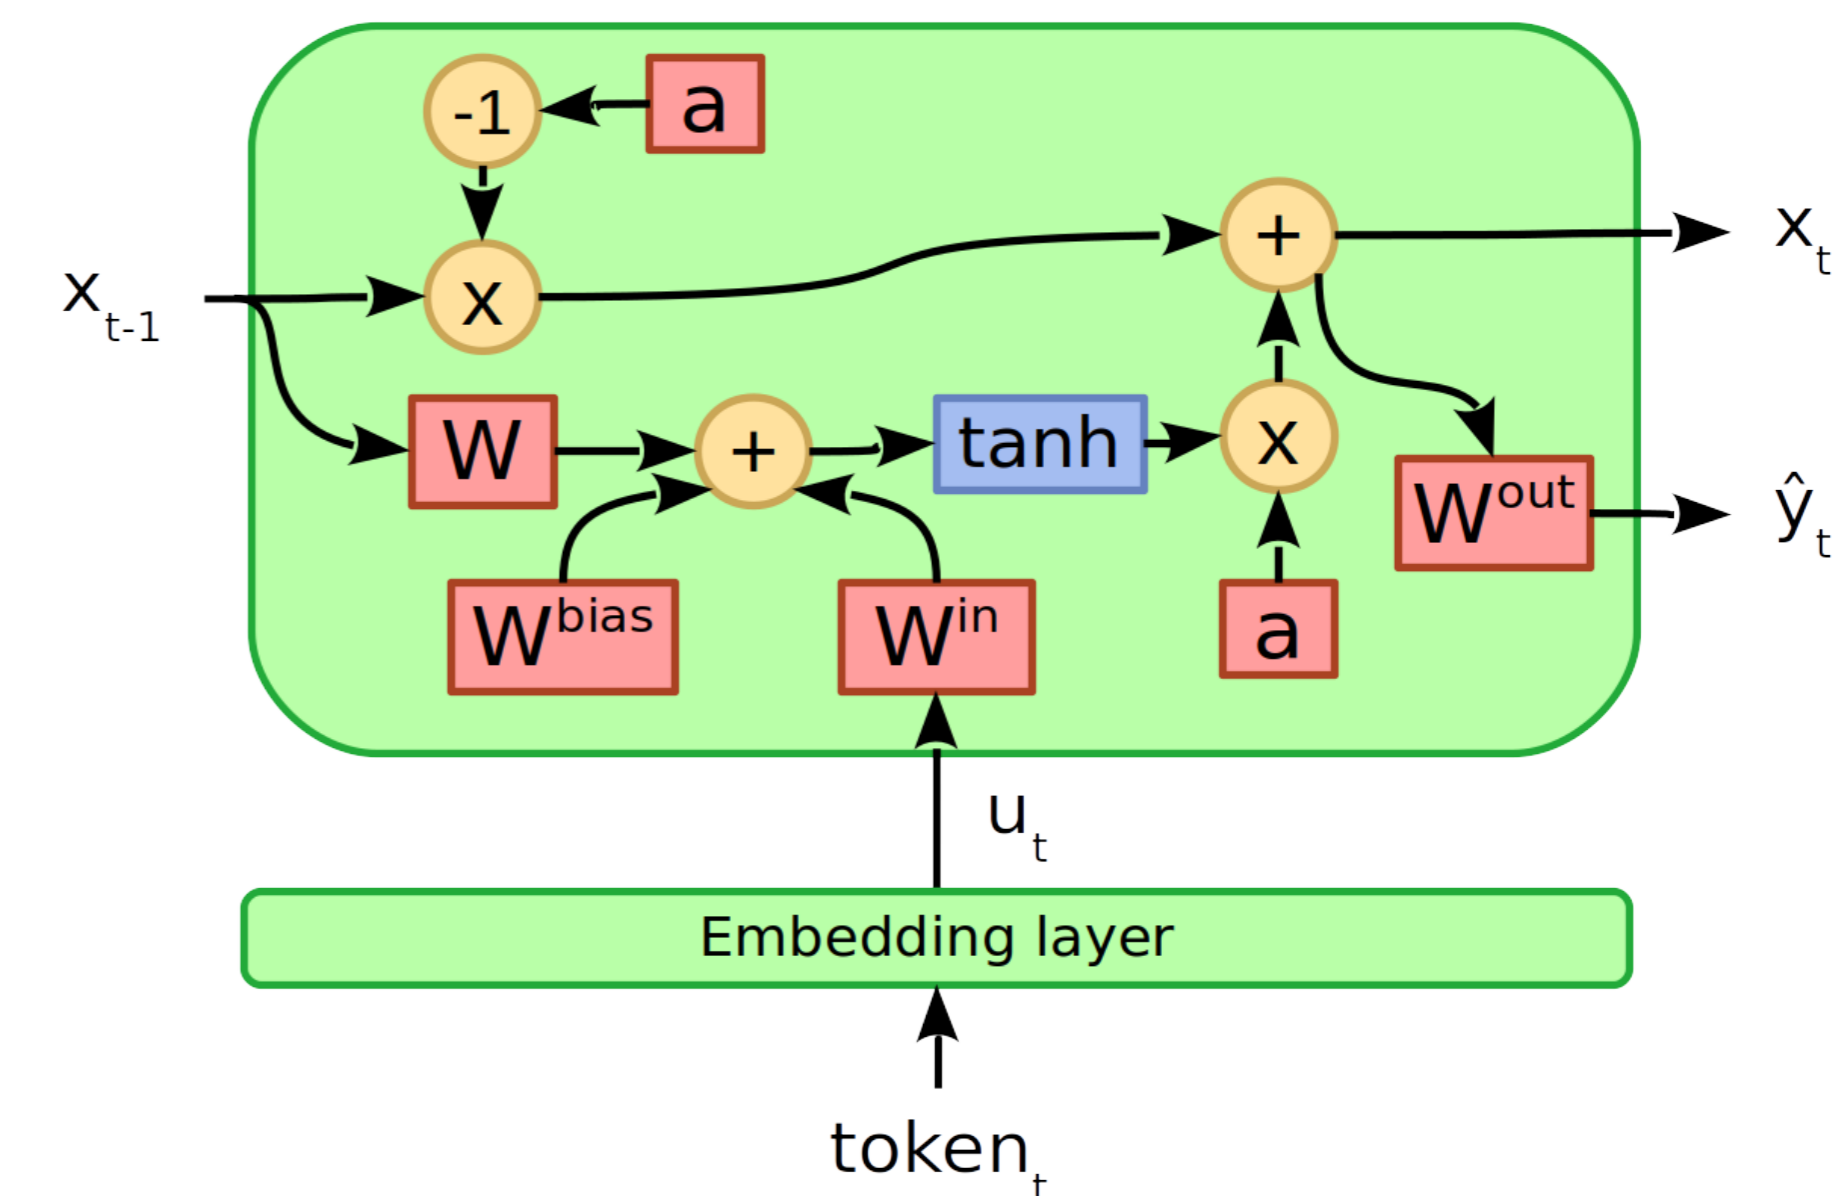 -1
a
x
+
x_t
x_{t-1}
W
+
tanh
x
W^{out}
ŷ_t
W^{bias}
W^{in}
a
u_t
Embedding layer
token_t